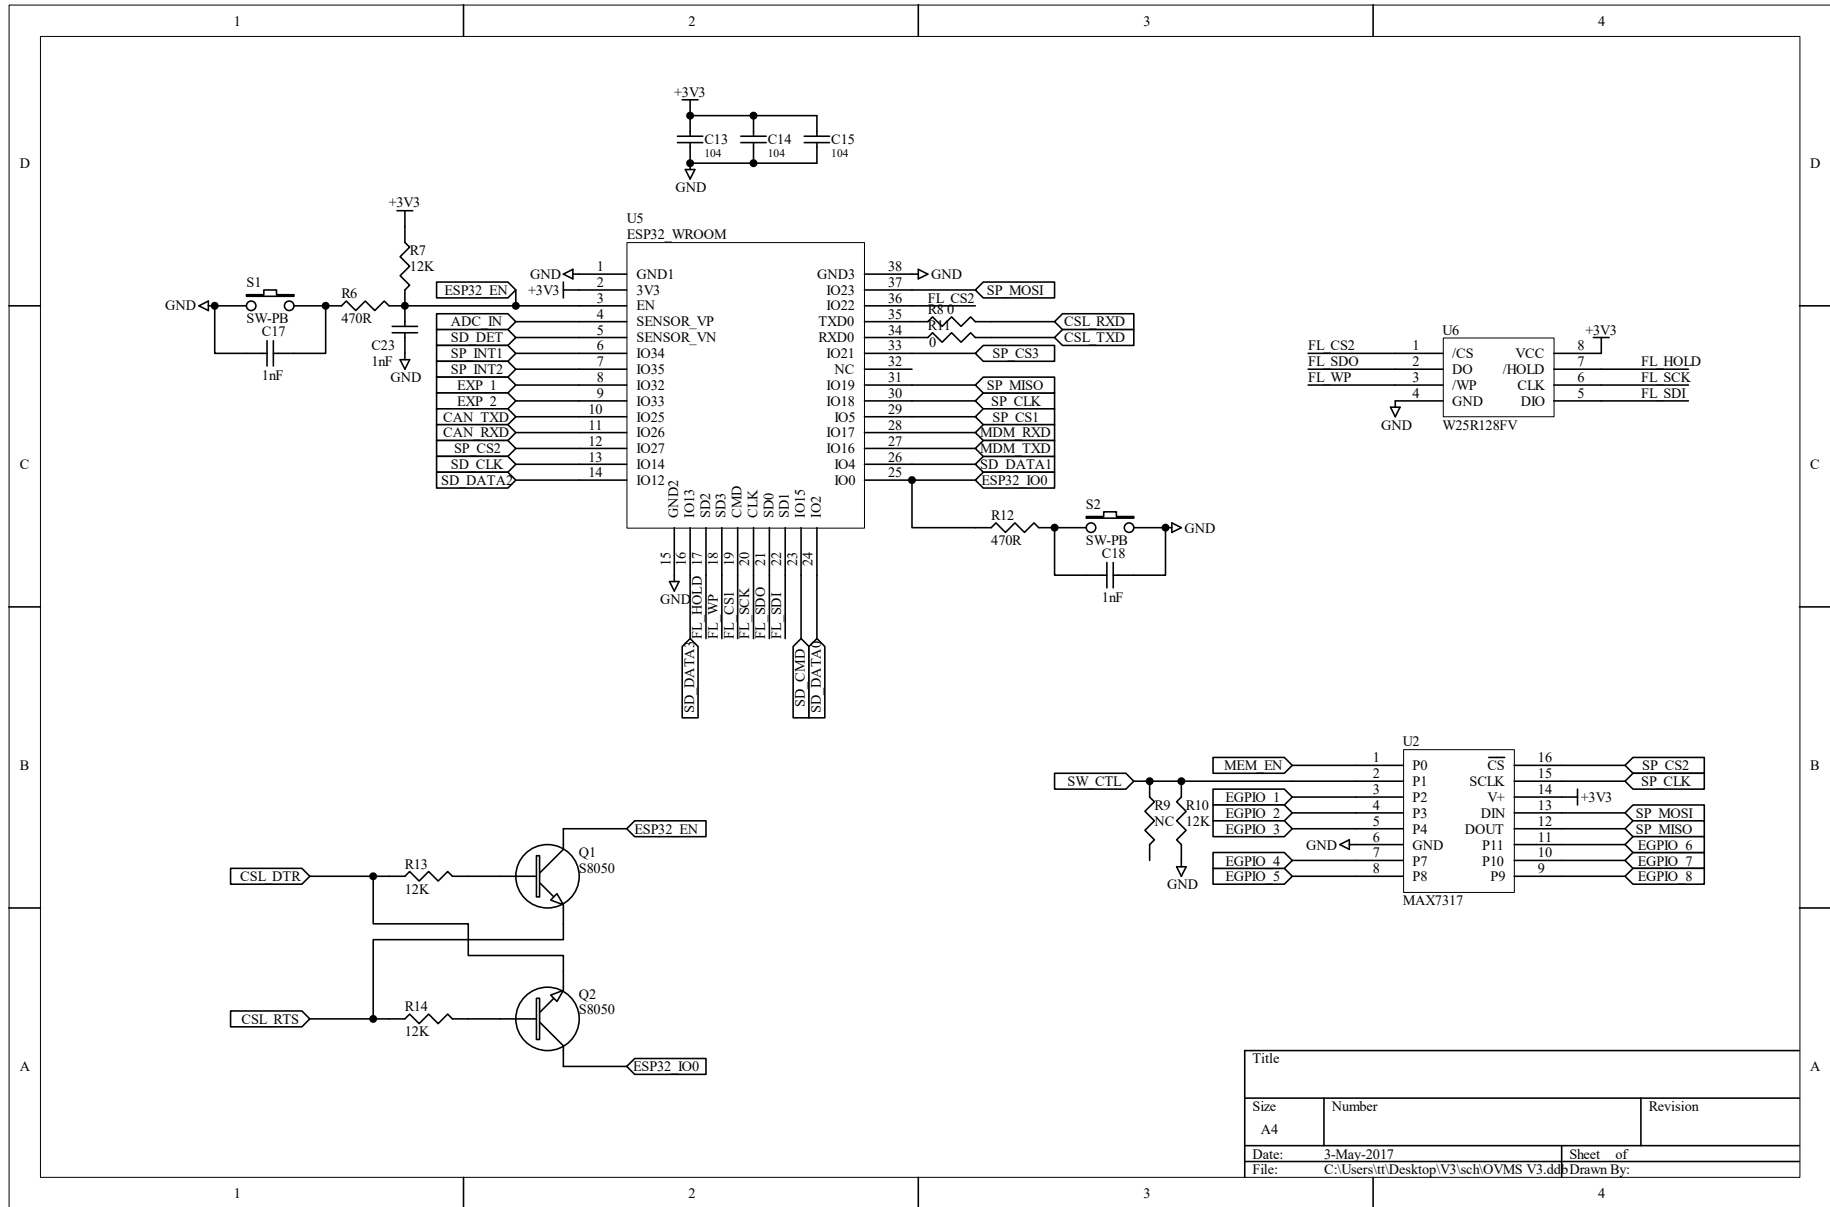 1 2 3 4
D D
C C
B B
A A
1 2 3 4
+3V3
C13
104
C14
104
C15
104
GND
+3V3
R7
12K
S1
SW-PB
GND
R6
470R
C17
1nF
C23
1nF
GND
ESP32_EN
ADC_IN
SD_DET
SP_INT1
SP_INT2
EXP_1
EXP_2
CAN_TXD
CAN_RXD
SP_CS2
SD_CLK
SD_DATA2
U5
ESP32_WROOM
GND 1 GND1
+3V3 2 3V3
3 EN
4 SENSOR_VP
5 SENSOR_VN
6 IO34
7 IO35
8 IO32
9 IO33
10 IO25
11 IO26
12 IO27
13 IO14
14 IO12
GND3 38 GND
IO23 37 SP_MOSI
IO22 36 FL_CS2
TXD0 35 R8 0 CSL_RXD
RXD0 34 R11 0 CSL_TXD
IO21 33 SP_CS3
NC 32
IO19 31 SP_MISO
IO18 30 SP_CLK
IO5 29 SP_CS1
IO17 28 MDM_RXD
IO16 27 MDM_TXD
IO4 26 SD_DATA1
IO0 25 ESP32_IO0
GND2 15 GND
IO13 16 SD_DATA3
SD2 17 FL_HOLD
SD3 18 FL_WP
CMD 19 FL_CS1
CLK 20 FL_SCK
SD0 21 FL_SDO
SD1 22 FL_SDI
IO15 23 SD_CMD
IO2 24 SD_DATA0
R12
470R
S2
SW-PB
C18
1nF
GND
U6
+3V3
FL_CS2 1 /CS VCC 8
FL_SDO 2 DO /HOLD 7 FL_HOLD
FL_WP 3 /WP CLK 6 FL_SCK
4 GND DIO 5 FL_SDI
GND
W25R128FV
U2
MEM_EN 1 P0 CS 16 SP_CS2
SW_CTL 2 P1 SCLK 15 SP_CLK
EGPIO_1 3 P2 V+ 14 +3V3
EGPIO_2 4 P3 DIN 13 SP_MOSI
EGPIO_3 5 P4 DOUT 12 SP_MISO
GND 6 GND P11 11 EGPIO_6
EGPIO_4 7 P7 P10 10 EGPIO_7
EGPIO_5 8 P8 P9 9 EGPIO_8
MAX7317
R9
NC
R10
12K
GND
ESP32_EN
Q1
S8050
CSL_DTR
R13
12K
Q2
S8050
CSL_RTS
R14
12K
ESP32_IO0
Title
Size Number Revision
A4
Date: 3-May-2017 Sheet of
File: C:\Users\tt\Desktop\V3\sch\OVMS V3.ddb Drawn By: